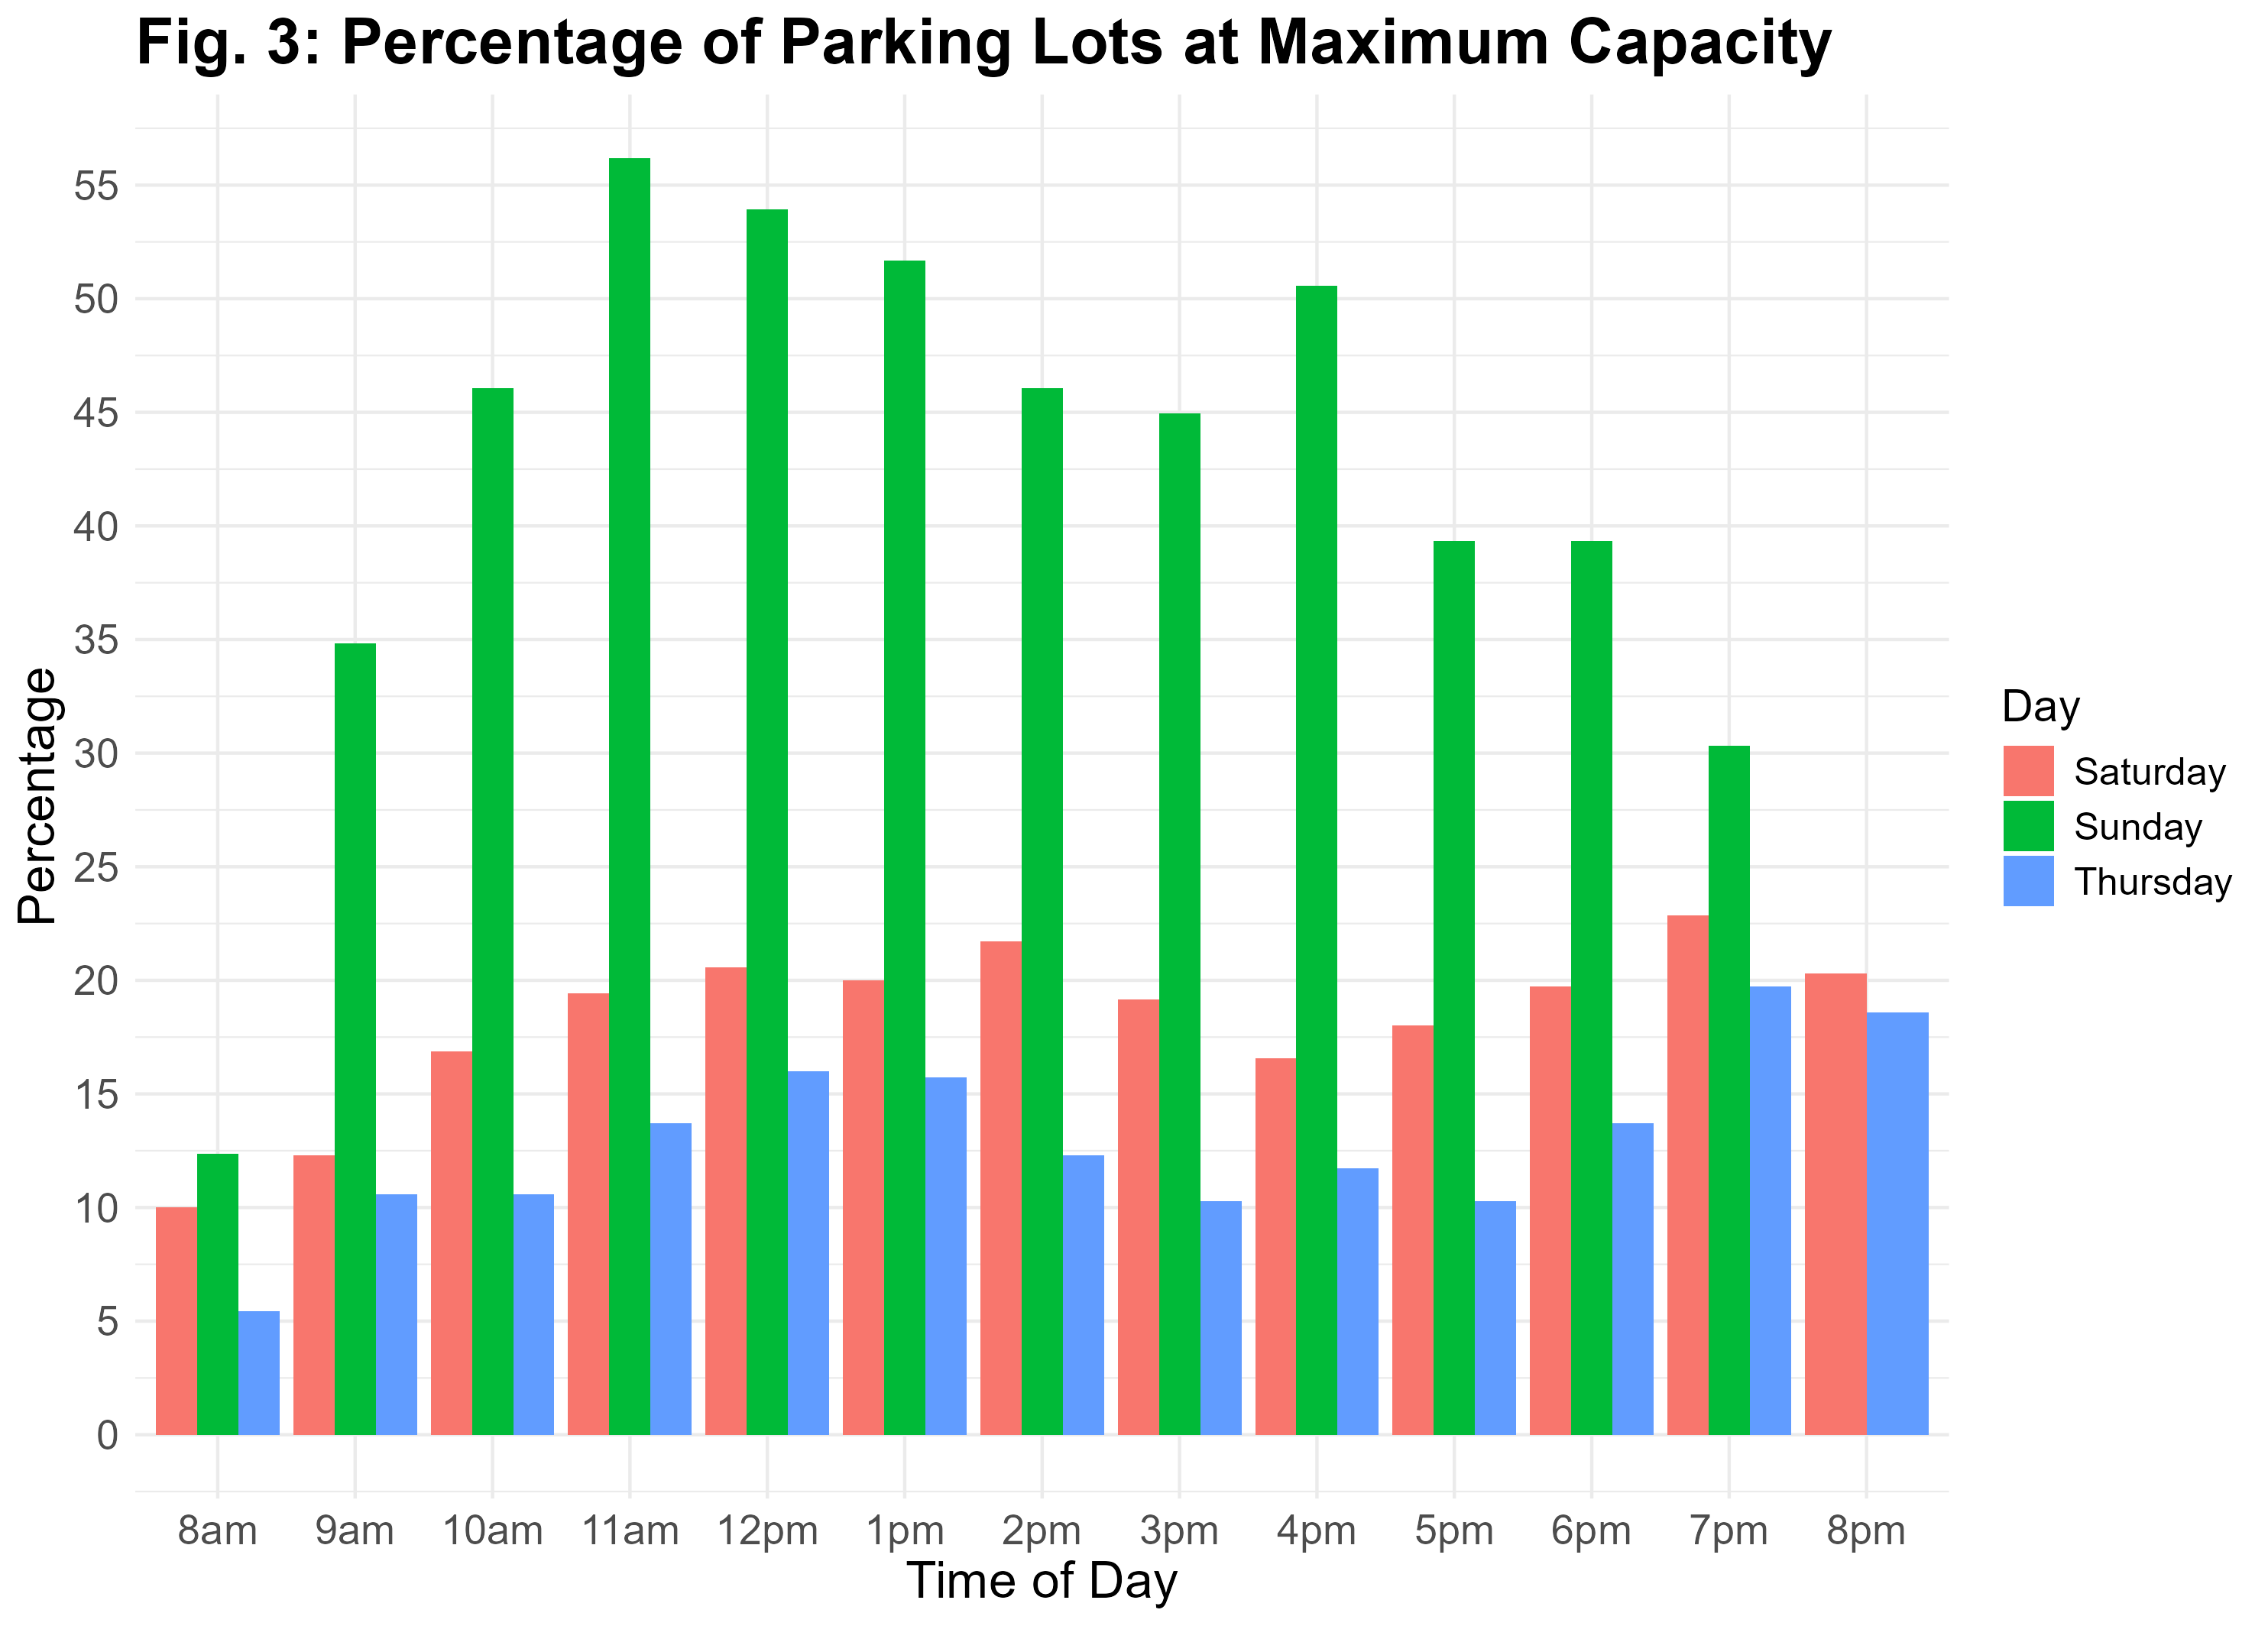 Fig. 3: Percentage of Parking Lots at Maximum Capacity
Percentage
55
50
45
40
35
30
25
20
15
10
5
0
8am 9am 10am 11am 12pm 1pm 2pm 3pm 4pm 5pm 6pm 7pm 8pm
Time of Day
Day
Saturday
Sunday
Thursday